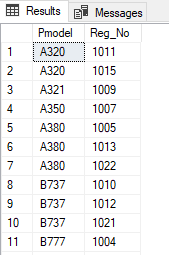 Results Messages
Pmodel Reg_No
1 A320 1011
2 A320 1015
3 A321 1009
4 A350 1007
5 A380 1005
6 A380 1013
7 A380 1022
8 B737 1010
9 B737 1012
10 B737 1021
11 B777 1004